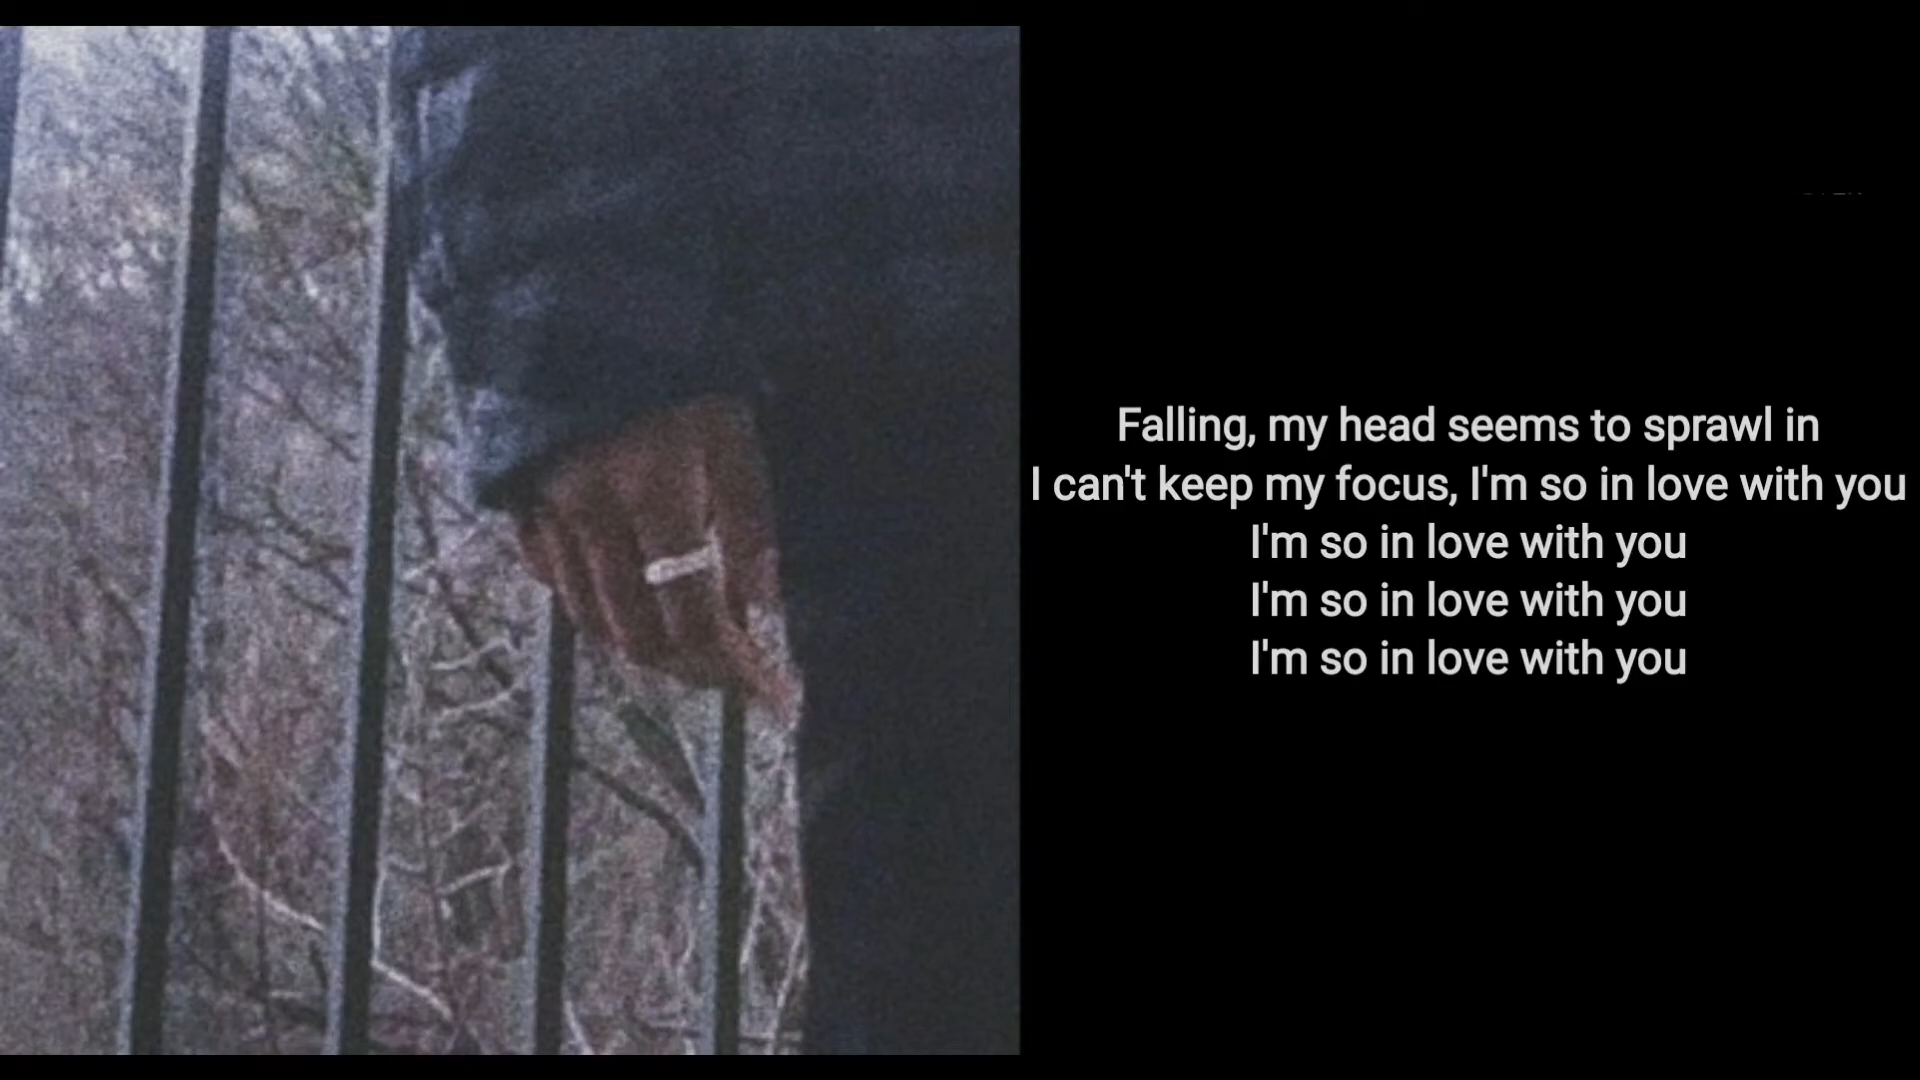 Falling, my head seems to sprawl in
I can't keep my focus, I'm so in love with you
I'm so in love with you
I'm so in love with you
I'm so in love with you